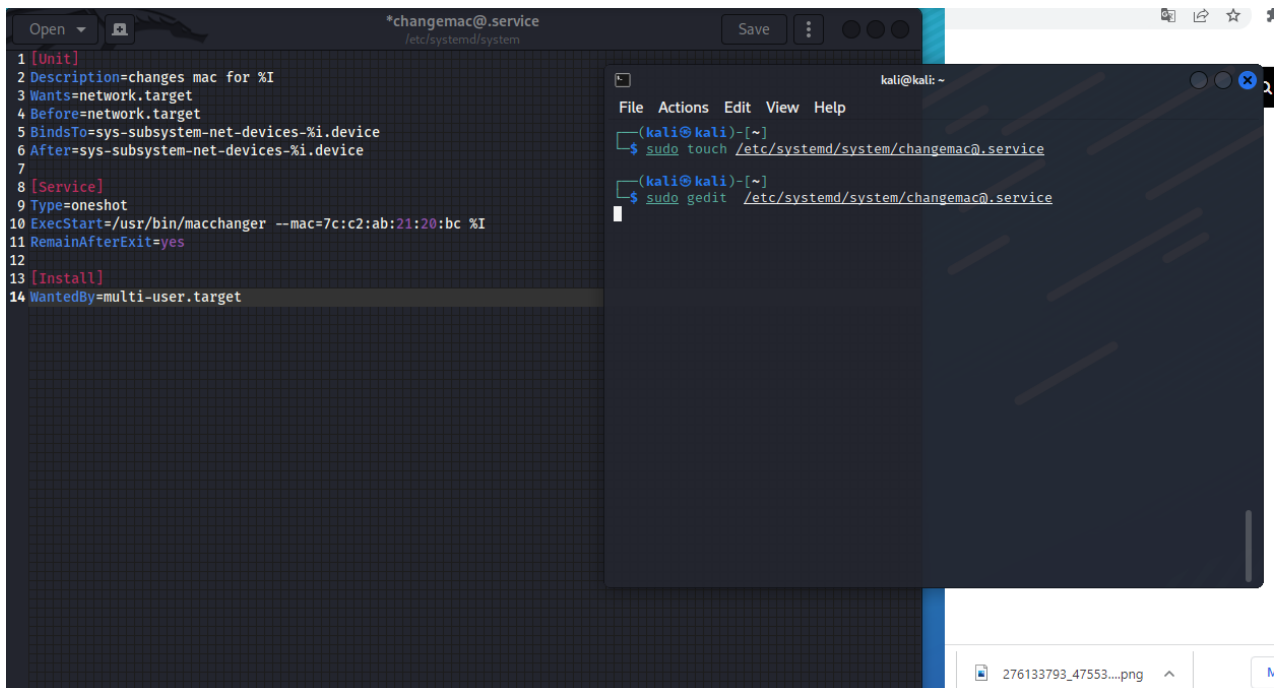 Open
*changemac@.service
/etc/systemd/system
Save
1 [Unit]
2 Description=changes mac for %I
3 Wants=network.target
4 Before=network.target
5 BindsTo=sys-subsystem-net-devices-%i.device
6 After=sys-subsystem-net-devices-%i.device
7
8 [Service]
9 Type=oneshot
10 ExecStart=/usr/bin/macchanger --mac=7c:c2:ab:21:20:bc %I
11 RemainAfterExit=yes
12
13 [Install]
14 WantedBy=multi-user.target
kali@kali: ~
File Actions Edit View Help
┌──(kali㉿kali)-[~]
└─$ sudo touch /etc/systemd/system/changemac@.service
┌──(kali㉿kali)-[~]
└─$ sudo gedit  /etc/systemd/system/changemac@.service
276133793_47553....png
M